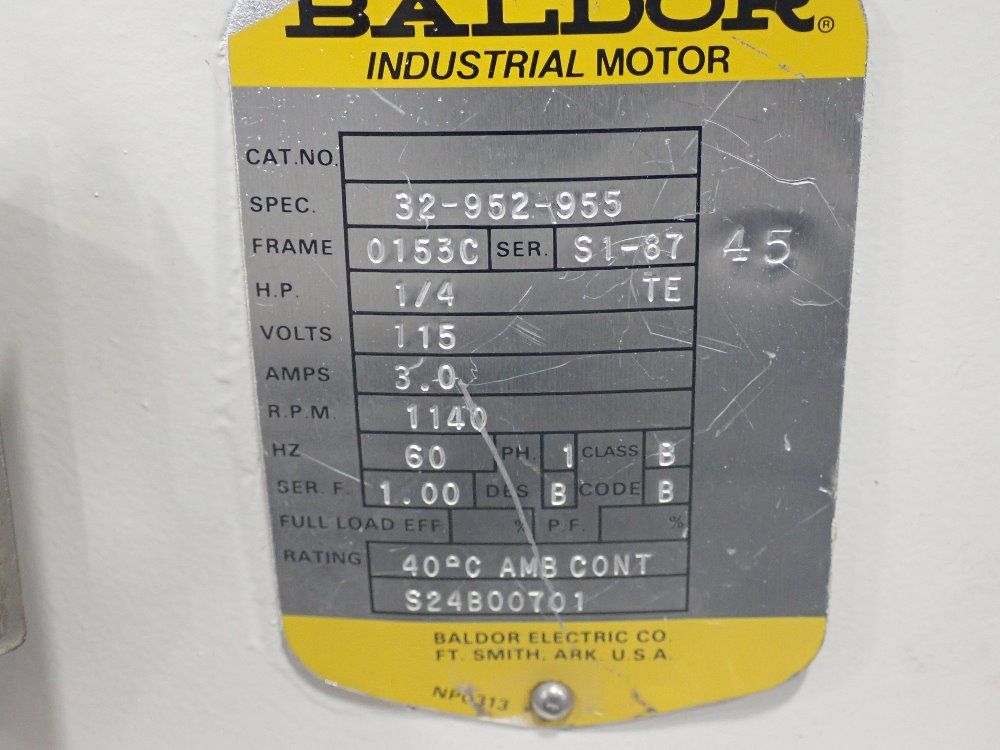 BALDOR®
INDUSTRIAL MOTOR
CAT.NO.
SPEC. 32-952-955
FRAME 0153C SER. S1-87 45
H.P. 1/4 TE
VOLTS 115
AMPS 3.0
R.P.M. 1140
HZ 60 PH. 1 CLASS B
SER. F. 1.00 DES B CODE B
FULL LOAD EFF % P.F. %
RATING 40°C AMB CONT
S24B00701
BALDOR ELECTRIC CO.
FT. SMITH, ARK. U.S.A.
NP0313